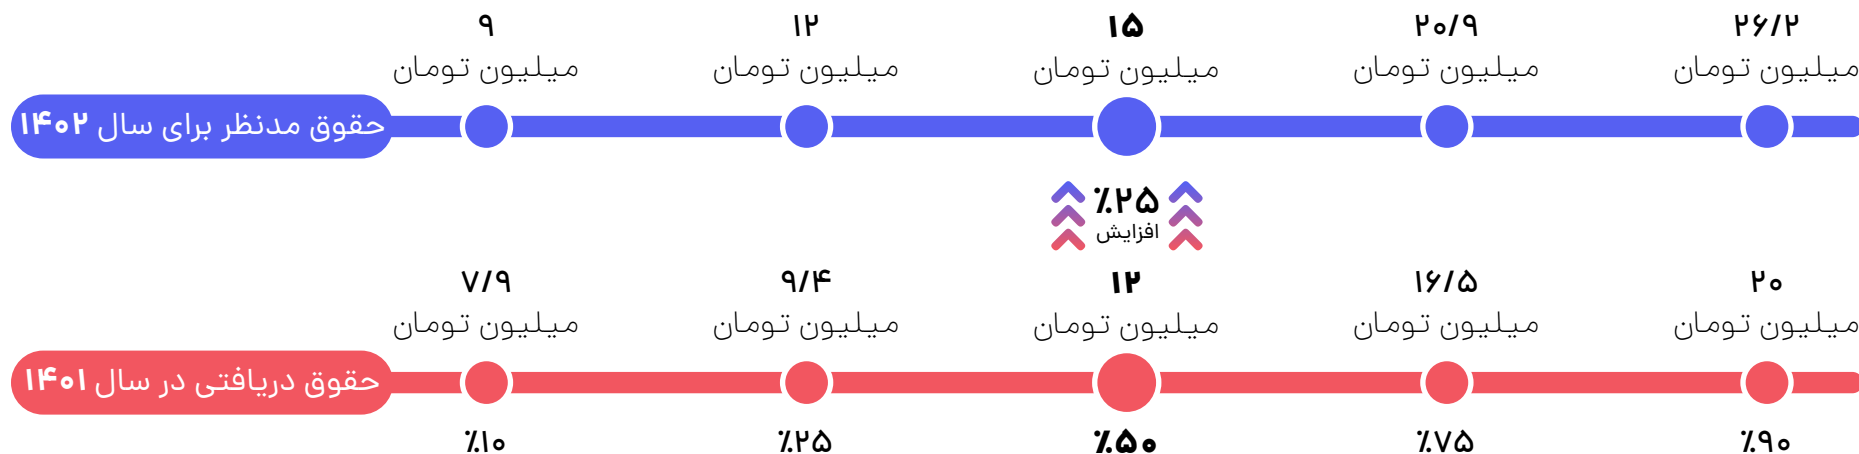 ۹ ۱۲ ۱۵ ۲۰/۹ ۲۶/۲
میلیون تومان میلیون تومان میلیون تومان میلیون تومان میلیون تومان
حقوق مدنظر برای سال ۱۴۰۲
٪۲۵
افزایش
۷/۹ ۹/۴ ۱۲ ۱۶/۵ ۲۰
میلیون تومان میلیون تومان میلیون تومان میلیون تومان میلیون تومان
حقوق دریافتی در سال ۱۴۰۱
٪۱۰ ٪۲۵ ٪۵۰ ٪۷۵ ٪۹۰